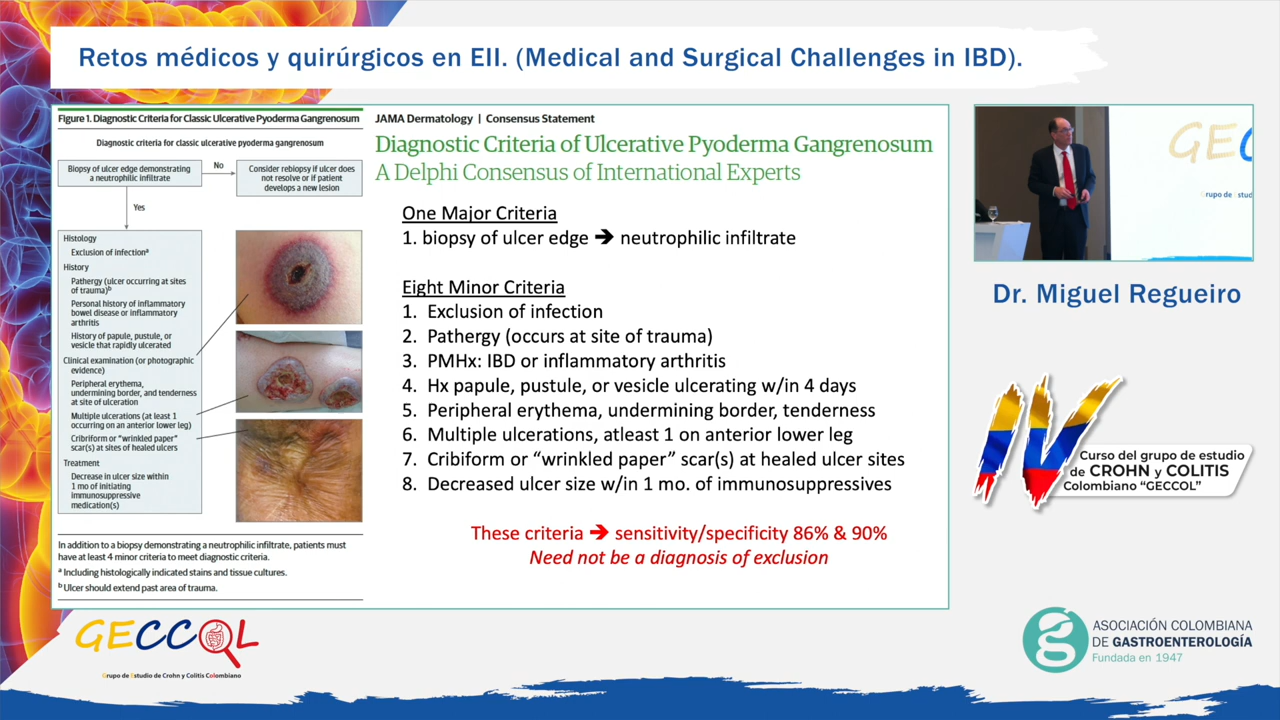 Retos médicos y quirúrgicos en EII. (Medical and Surgical Challenges in IBD).
Figure 1. Diagnostic Criteria for Classic Ulcerative Pyoderma Gangrenosum
Diagnostic criteria for classic ulcerative pyoderma gangrenosum
Biopsy of ulcer edge demonstrating
a neutrophilic infiltrate
No
Consider rebiopsy if ulcer does
not resolve or if patient
develops a new lesion
Yes
Histology
Exclusion of infectionᵃ
History
Pathergy (ulcer occurring at sites
of trauma)ᵇ
Personal history of inflammatory
bowel disease or inflammatory
arthritis
History of papule, pustule, or
vesicle that rapidly ulcerated
Clinical examination (or photographic
evidence)
Peripheral erythema,
undermining border, and tenderness
at site of ulceration
Multiple ulcerations (at least 1
occurring on an anterior lower leg)
Cribriform or "wrinkled paper"
scar(s) at sites of healed ulcers
Treatment
Decrease in ulcer size within
1 mo of initiating
immunosuppressive
medication(s)
In addition to a biopsy demonstrating a neutrophilic infiltrate, patients must
have at least 4 minor criteria to meet diagnostic criteria.
ᵃ Including histologically indicated stains and tissue cultures.
ᵇ Ulcer should extend past area of trauma.
JAMA Dermatology | Consensus Statement
Diagnostic Criteria of Ulcerative Pyoderma Gangrenosum
A Delphi Consensus of International Experts
One Major Criteria
1. biopsy of ulcer edge ➔ neutrophilic infiltrate
Eight Minor Criteria
1. Exclusion of infection
2. Pathergy (occurs at site of trauma)
3. PMHx: IBD or inflammatory arthritis
4. Hx papule, pustule, or vesicle ulcerating w/in 4 days
5. Peripheral erythema, undermining border, tenderness
6. Multiple ulcerations, atleast 1 on anterior lower leg
7. Cribiform or “wrinkled paper” scar(s) at healed ulcer sites
8. Decreased ulcer size w/in 1 mo. of immunosuppressives
These criteria ➔ sensitivity/specificity 86% & 90%
Need not be a diagnosis of exclusion
GEC
rupo de Estud
Dr. Miguel Regueiro
IV
Curso del grupo de estudio
de CROHN y COLITIS
Colombiano “GECCOL”
GECCOL
Grupo de Estudio de Crohn y Colitis Colombiano
ASOCIACIÓN COLOMBIANA
DE GASTROENTEROLOGÍA
Fundada en 1947